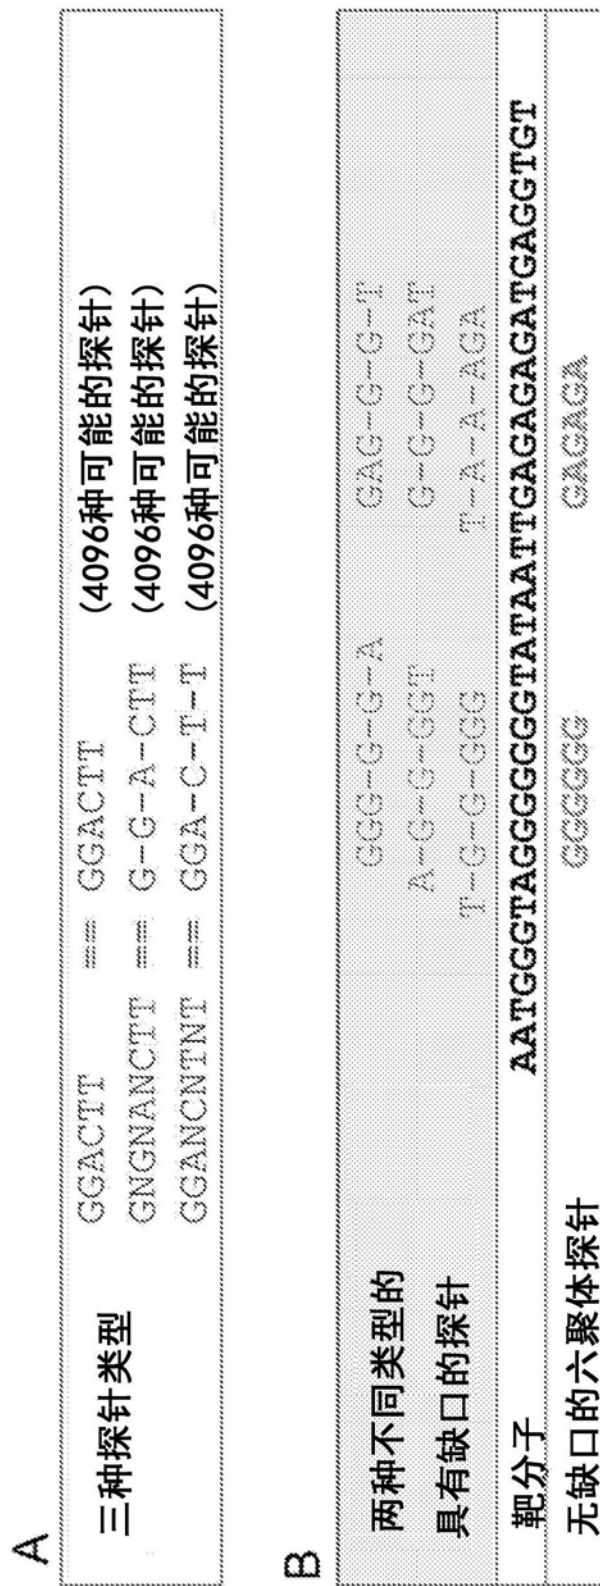 A
三种探针类型
GGACTT == GGACTT (4096种可能的探针)
GNGNANCTT == G-G-A-CTT (4096种可能的探针)
GGANCNTNT == GGA-C-T-T (4096种可能的探针)
B
两种不同类型的
具有缺口的探针
GGG-G-G-A GAG-G-G-T
A-G-G-GGT G-G-G-GAT
T-G-G-GGG T-A-A-AGA
靶分子 AATGGGTAGGGGGGGTATAATTGAGAGAGATGAGGTGT
无缺口的六聚体探针 GGGGGG GAGAGA